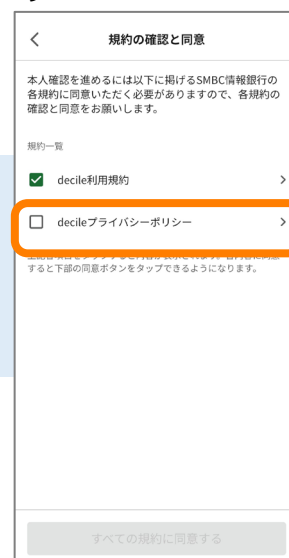 規約の確認と同意
本人確認を進めるには以下に掲げるSMBC情報銀行の
各規約に同意いただく必要がありますので、各規約の
確認と同意をお願いします。
規約一覧
decile利用規約
decileプライバシーポリシー
すると下部の同意ボタンをタップできるようになります。
すべての規約に同意する